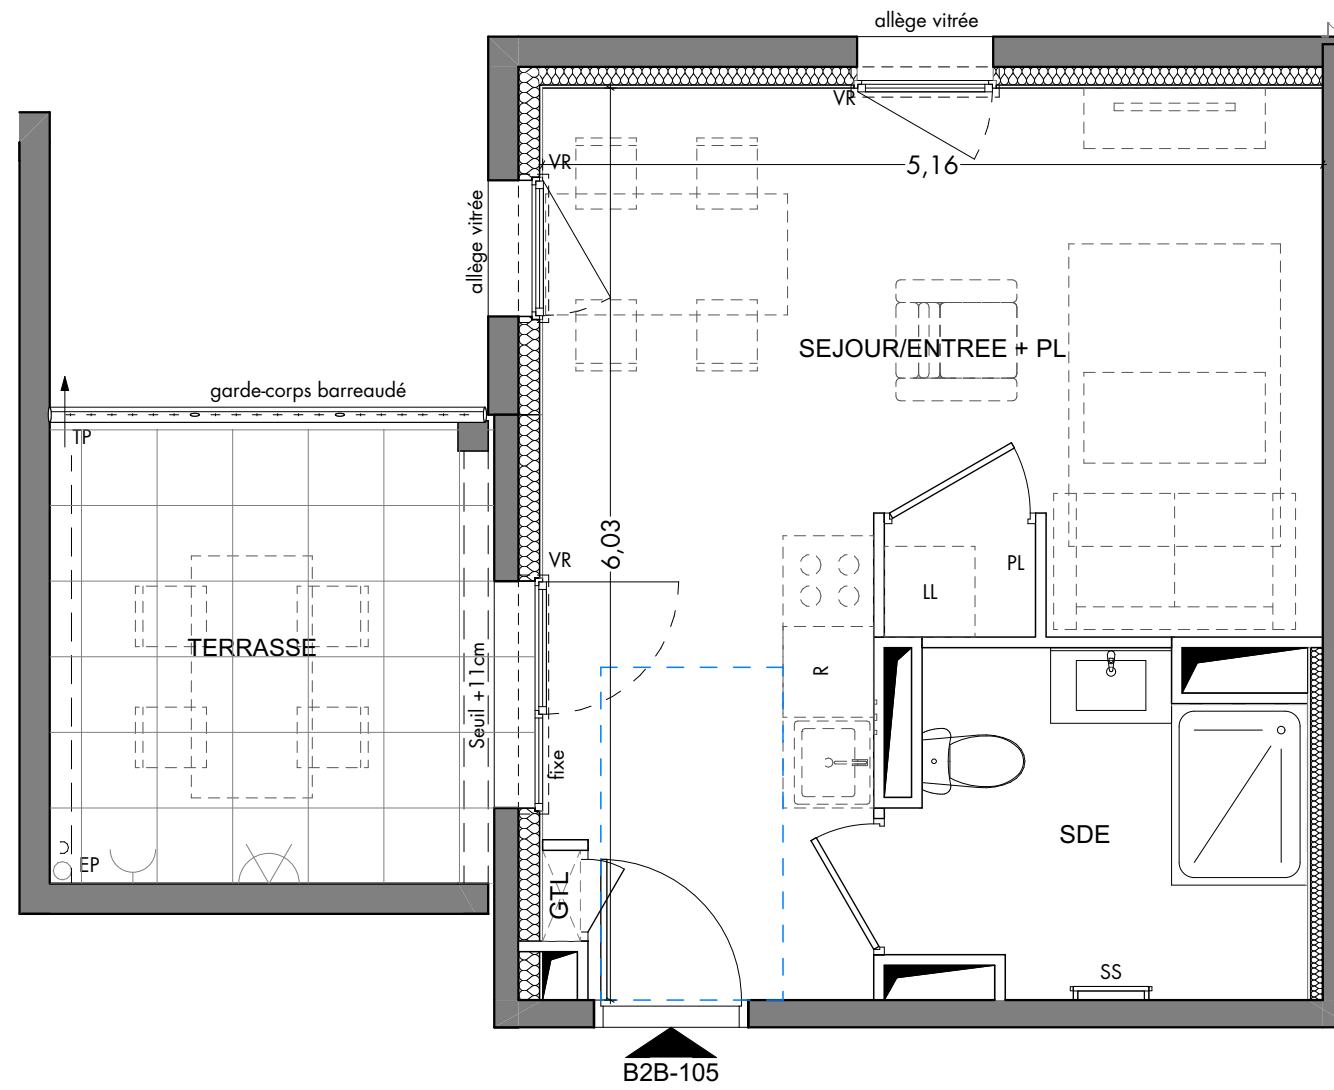 allège vitrée
VR
VR
5,16
allège vitrée
SEJOUR/ENTREE + PL
garde-corps barreaudé
TP
6,03
VR
PL
LL
TERRASSE
R
Seuil +11cm
fixe
SDE
EP
GTL
SS
B2B-105